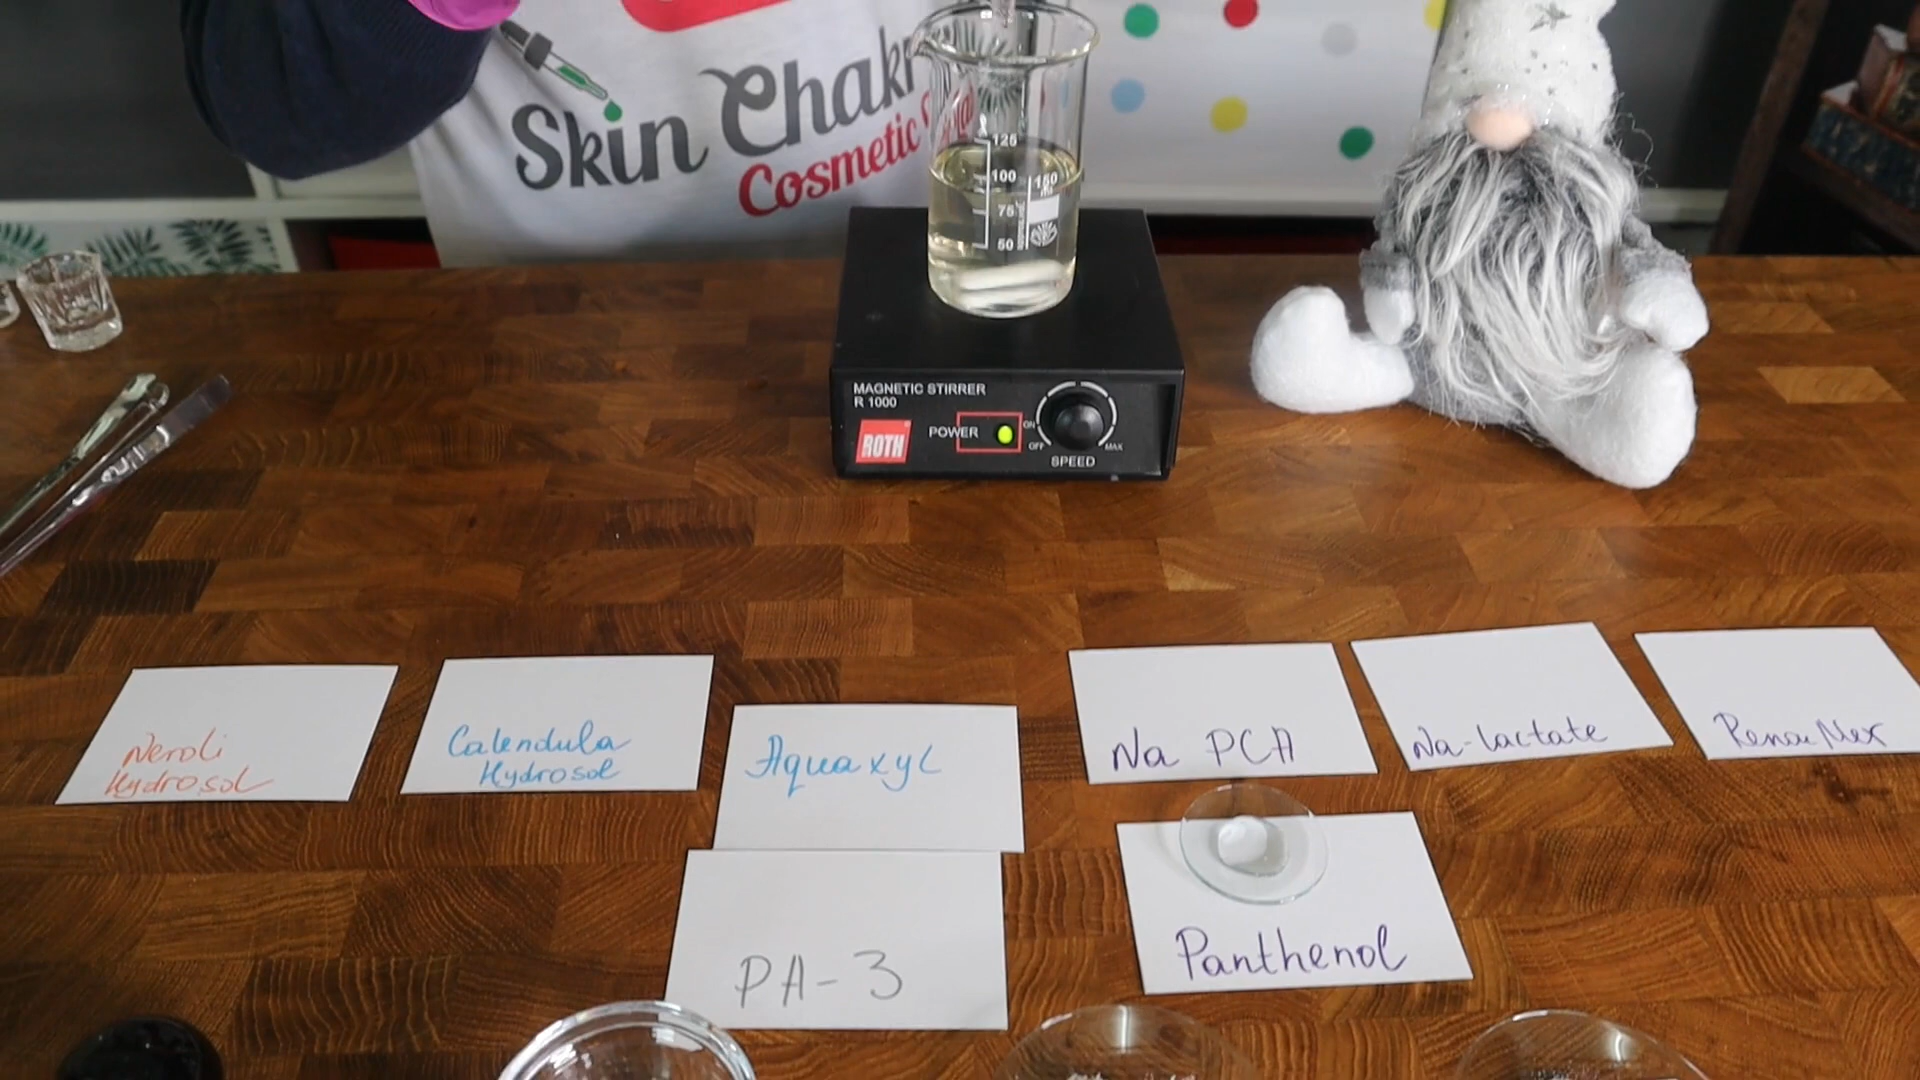 Skin Chakr
Cosmetic
125
100
150
75
50
MAGNETIC STIRRER
R 1000
ROTH
POWER
ON
OFF
MAX
SPEED
Neroli
Hydrosol
Calendula
Hydrosol
Aquaxyl
Na PCA
Na-lactate
PA-3
Panthenol